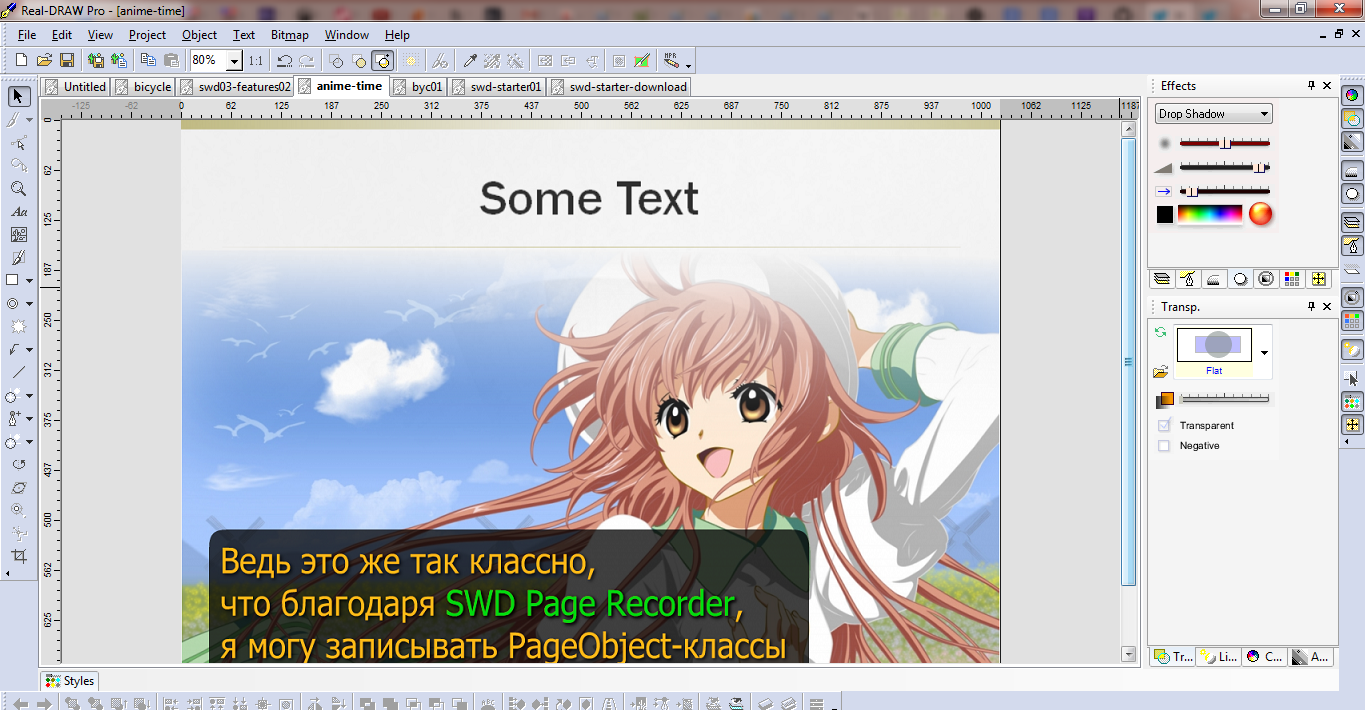 Real-DRAW Pro - [anime-time]
File Edit View Project Object Text Bitmap Window Help
80% 1:1
Untitled bicycle swd03-features02 anime-time byc01 swd-starter01 swd-starter-download
-125 -62 0 62 125 187 250 312 375 437 500 562 625 687 750 812 875 937 1000 1062 1125 1187
0
62
125
187
250
312
375
437
500
562
625
Aa
Some Text
Ведь это же так классно,
что благодаря SWD Page Recorder,
я могу записывать PageObject-классы
Effects
Drop Shadow
Transp.
Flat
Transparent
Negative
Tr... Li... C... A...
Styles